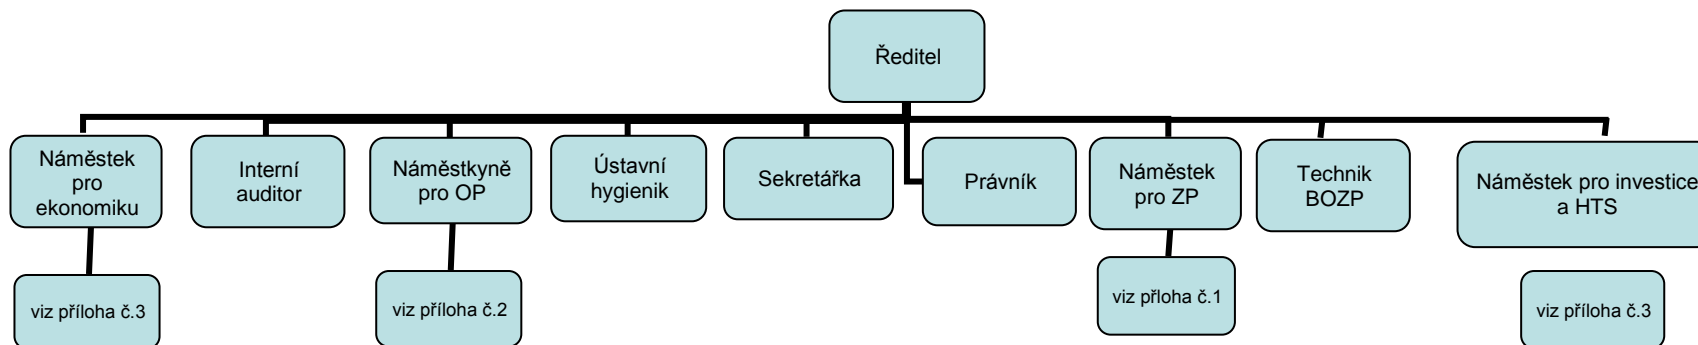 Ředitel
Náměstek
pro
ekonomiku
Interní
auditor
Náměstkyně
pro OP
Ústavní
hygienik
Sekretářka
Právník
Náměstek
pro ZP
Technik
BOZP
Náměstek pro investice
a HTS
viz příloha č.3
viz příloha č.2
viz přloha č.1
viz příloha č.3